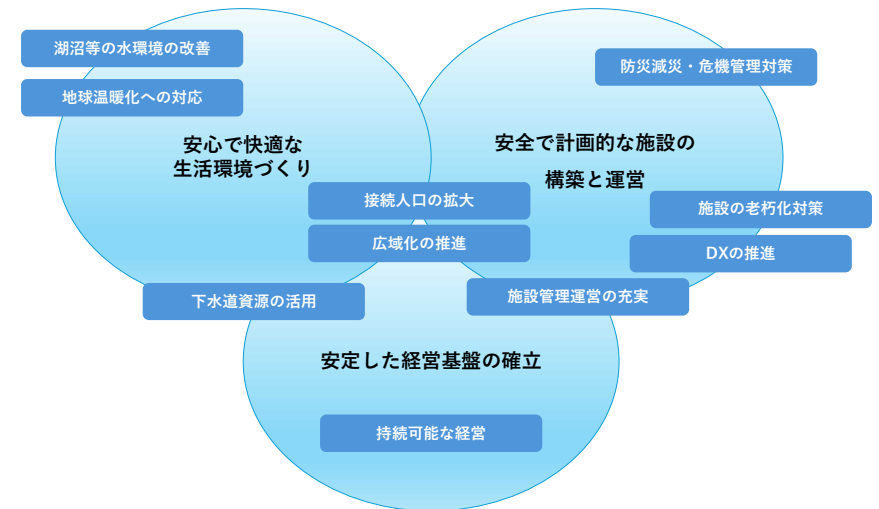 湖沼等の水環境の改善
地球温暖化への対応
防災減災・危機管理対策
安心で快適な
生活環境づくり
安全で計画的な施設の
構築と運営
接続人口の拡大
広域化の推進
施設の老朽化対策
DXの推進
下水道資源の活用
施設管理運営の充実
安定した経営基盤の確立
持続可能な経営